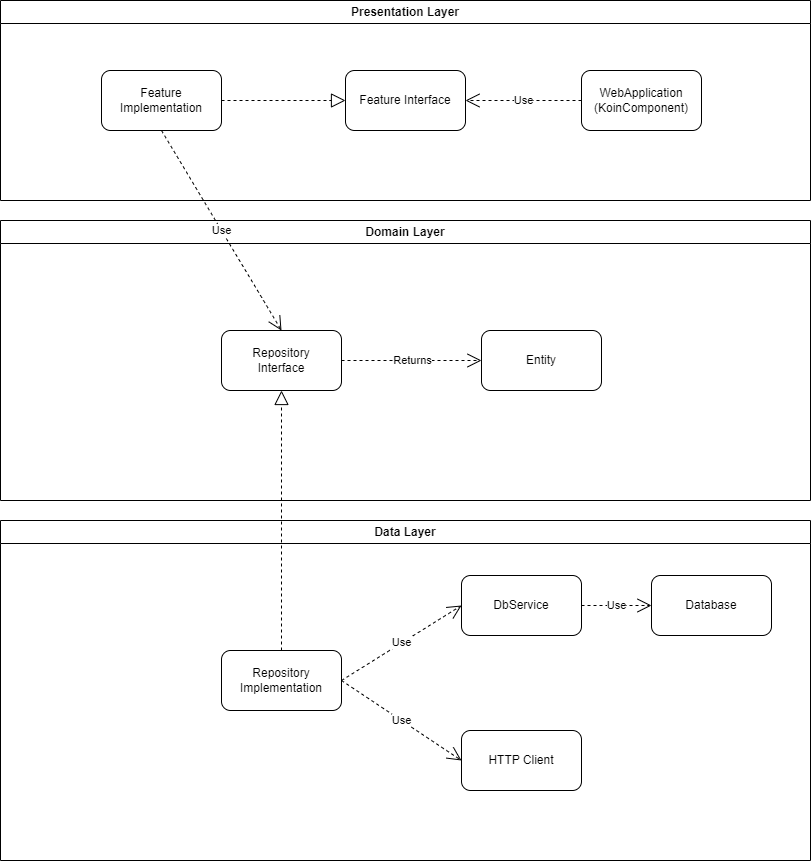 Presentation Layer
Feature
Implementation
Feature Interface
Use
WebApplication
(KoinComponent)
Use
Domain Layer
Repository
Interface
Returns
Entity
Data Layer
DbService
Use
Database
Use
Repository
Implementation
Use
HTTP Client